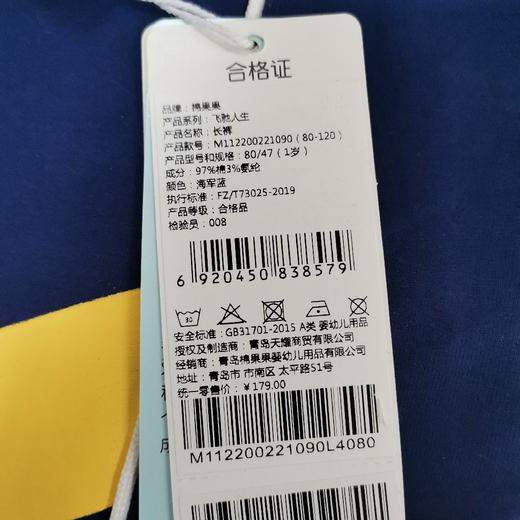 合格证
品牌：棉果果
产品系列：飞驰人生
产品名称：长裤
产品款号：M112200221090（80-120）
产品型号和规格：80/47（1岁）
成分：97%棉3%氨纶
颜色：海军蓝
执行标准：FZ/T73025-2019
产品等级：合格品
检验员：008
6 920450 838579
30
安全标准：GB31701-2015 A类 婴幼儿用品
授权及制造商：青岛天耀商贸有限公司
经销商：青岛棉果果婴幼儿用品有限公司
地址：青岛市 市南区 太平路51号
统一零售价：¥179.00
M112200221090L4080